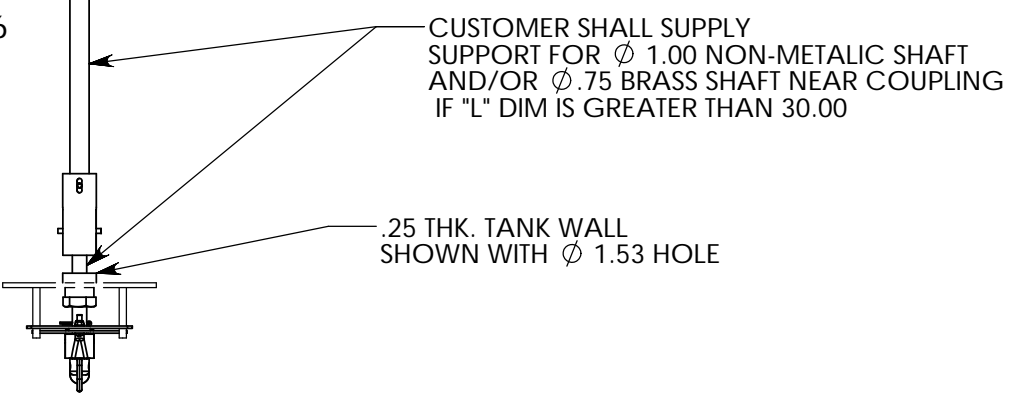 CUSTOMER SHALL SUPPLY
SUPPORT FOR ∅ 1.00 NON-METALIC SHAFT
AND/OR ∅.75 BRASS SHAFT NEAR COUPLING
IF "L" DIM IS GREATER THAN 30.00
.25 THK. TANK WALL
SHOWN WITH ∅ 1.53 HOLE